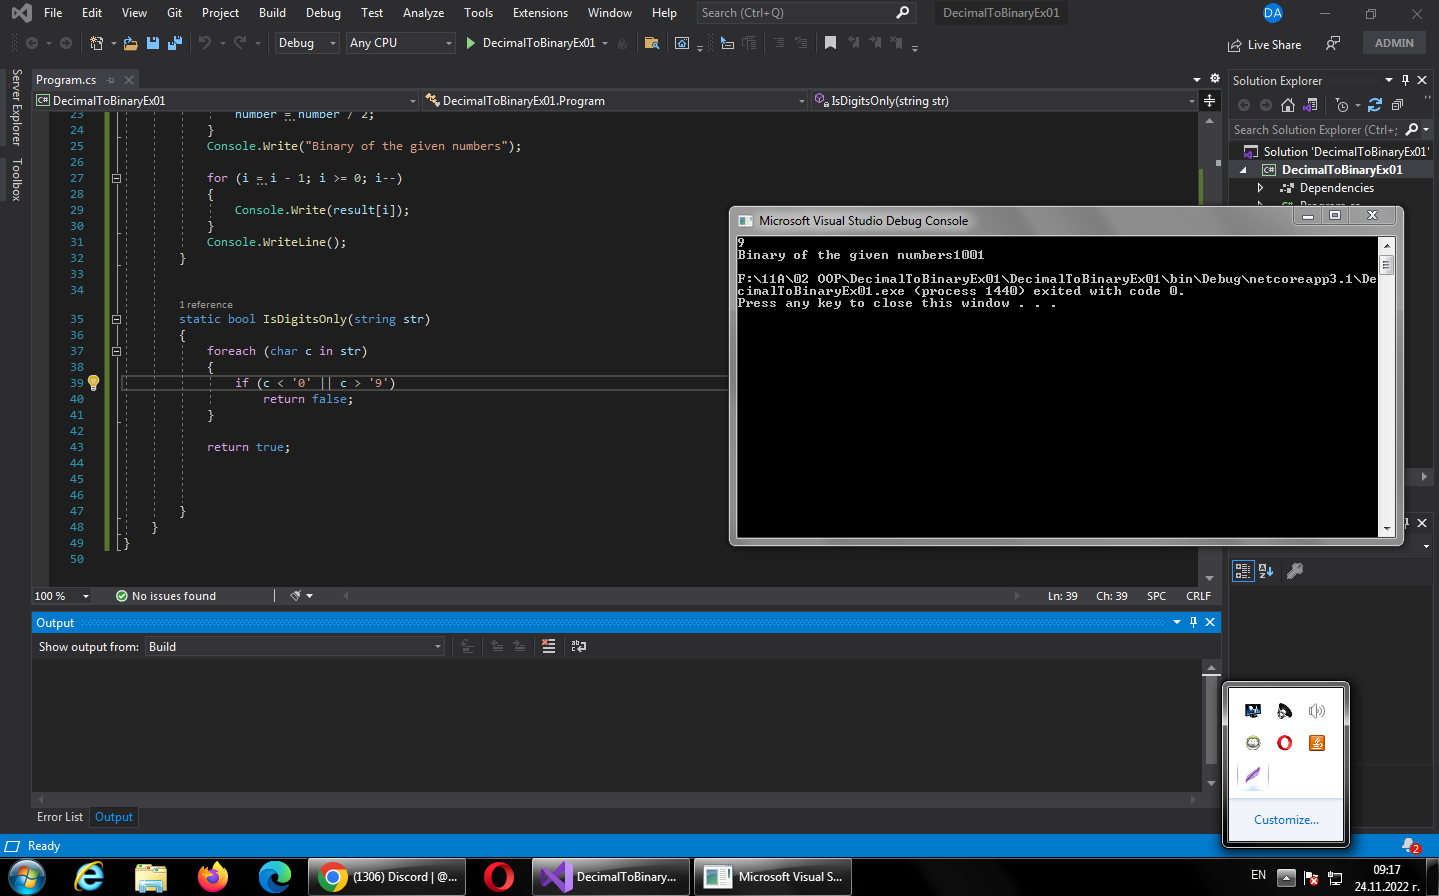 File Edit View Git Project Build Debug Test Analyze Tools Extensions Window Help Search (Ctrl+Q) DecimalToBinaryEx01 DA
Debug Any CPU DecimalToBinaryEx01 Live Share ADMIN
Server Explorer
Toolbox
Program.cs
DecimalToBinaryEx01 DecimalToBinaryEx01.Program IsDigitsOnly(string str)
23 number = number / 2;
24 }
25 Console.Write("Binary of the given numbers");
26
27 for (i = i - 1; i >= 0; i--)
28 {
29 Console.Write(result[i]);
30 }
31 Console.WriteLine();
32 }
33
34
1 reference
35 static bool IsDigitsOnly(string str)
36 {
37 foreach (char c in str)
38 {
39 if (c < '0' || c > '9')
40 return false;
41 }
42
43 return true;
44
45
46
47 }
48 }
49 }
50
100 % No issues found Ln: 39 Ch: 39 SPC CRLF
Solution Explorer
Search Solution Explorer (Ctrl+;
Solution 'DecimalToBinaryEx01'
DecimalToBinaryEx01
Dependencies
Program.cs
Microsoft Visual Studio Debug Console
9
Binary of the given numbers1001
F:\11A\02 OOP\DecimalToBinaryEx01\DecimalToBinaryEx01\bin\Debug\netcoreapp3.1\De
cimalToBinaryEx01.exe (process 1440) exited with code 0.
Press any key to close this window . . .
Output
Show output from: Build
Error List Output
Customize...
Ready 2
(1306) Discord | @... DecimalToBinary... Microsoft Visual S... EN 09:17
24.11.2022 г.